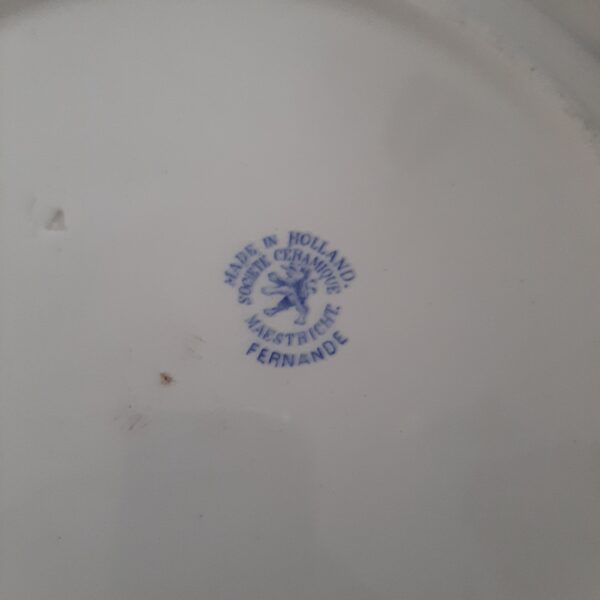 MADE IN HOLLAND.
SOCIETE CERAMIQUE
MAESTRICHT.
FERNANDE